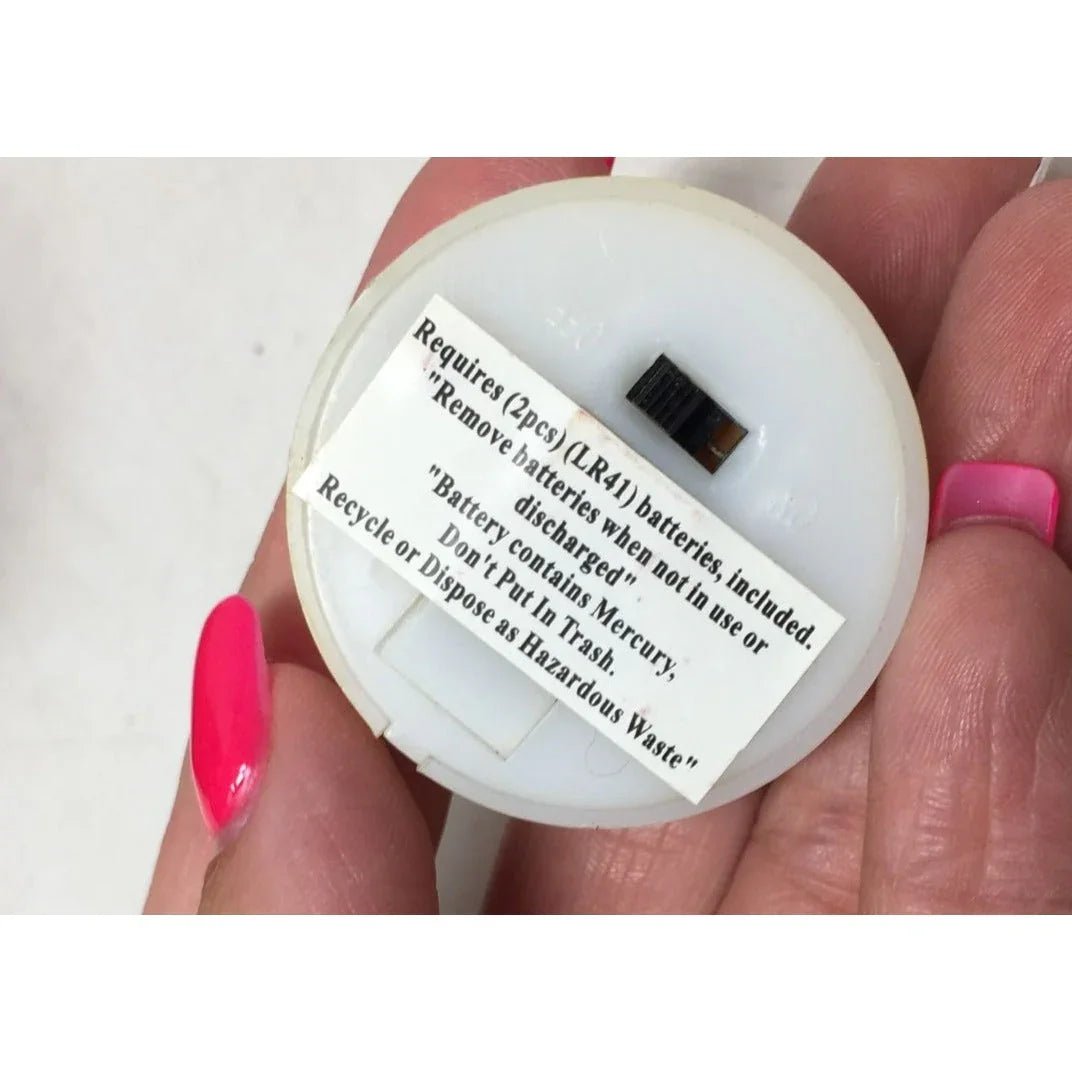 Requires (2pcs) (LR41) batteries, included.
"Remove batteries when not in use or
discharged"
"Battery contains Mercury,
Don't Put In Trash.
Recycle or Dispose as Hazardous Waste"